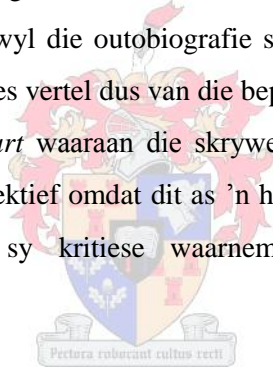 wyl die outobiografie s
es vertel dus van die bep
urt waaraan die skrywe
ektief omdat dit as ’n h
sy kritiese waarnem
Pectora roborant cultus recti